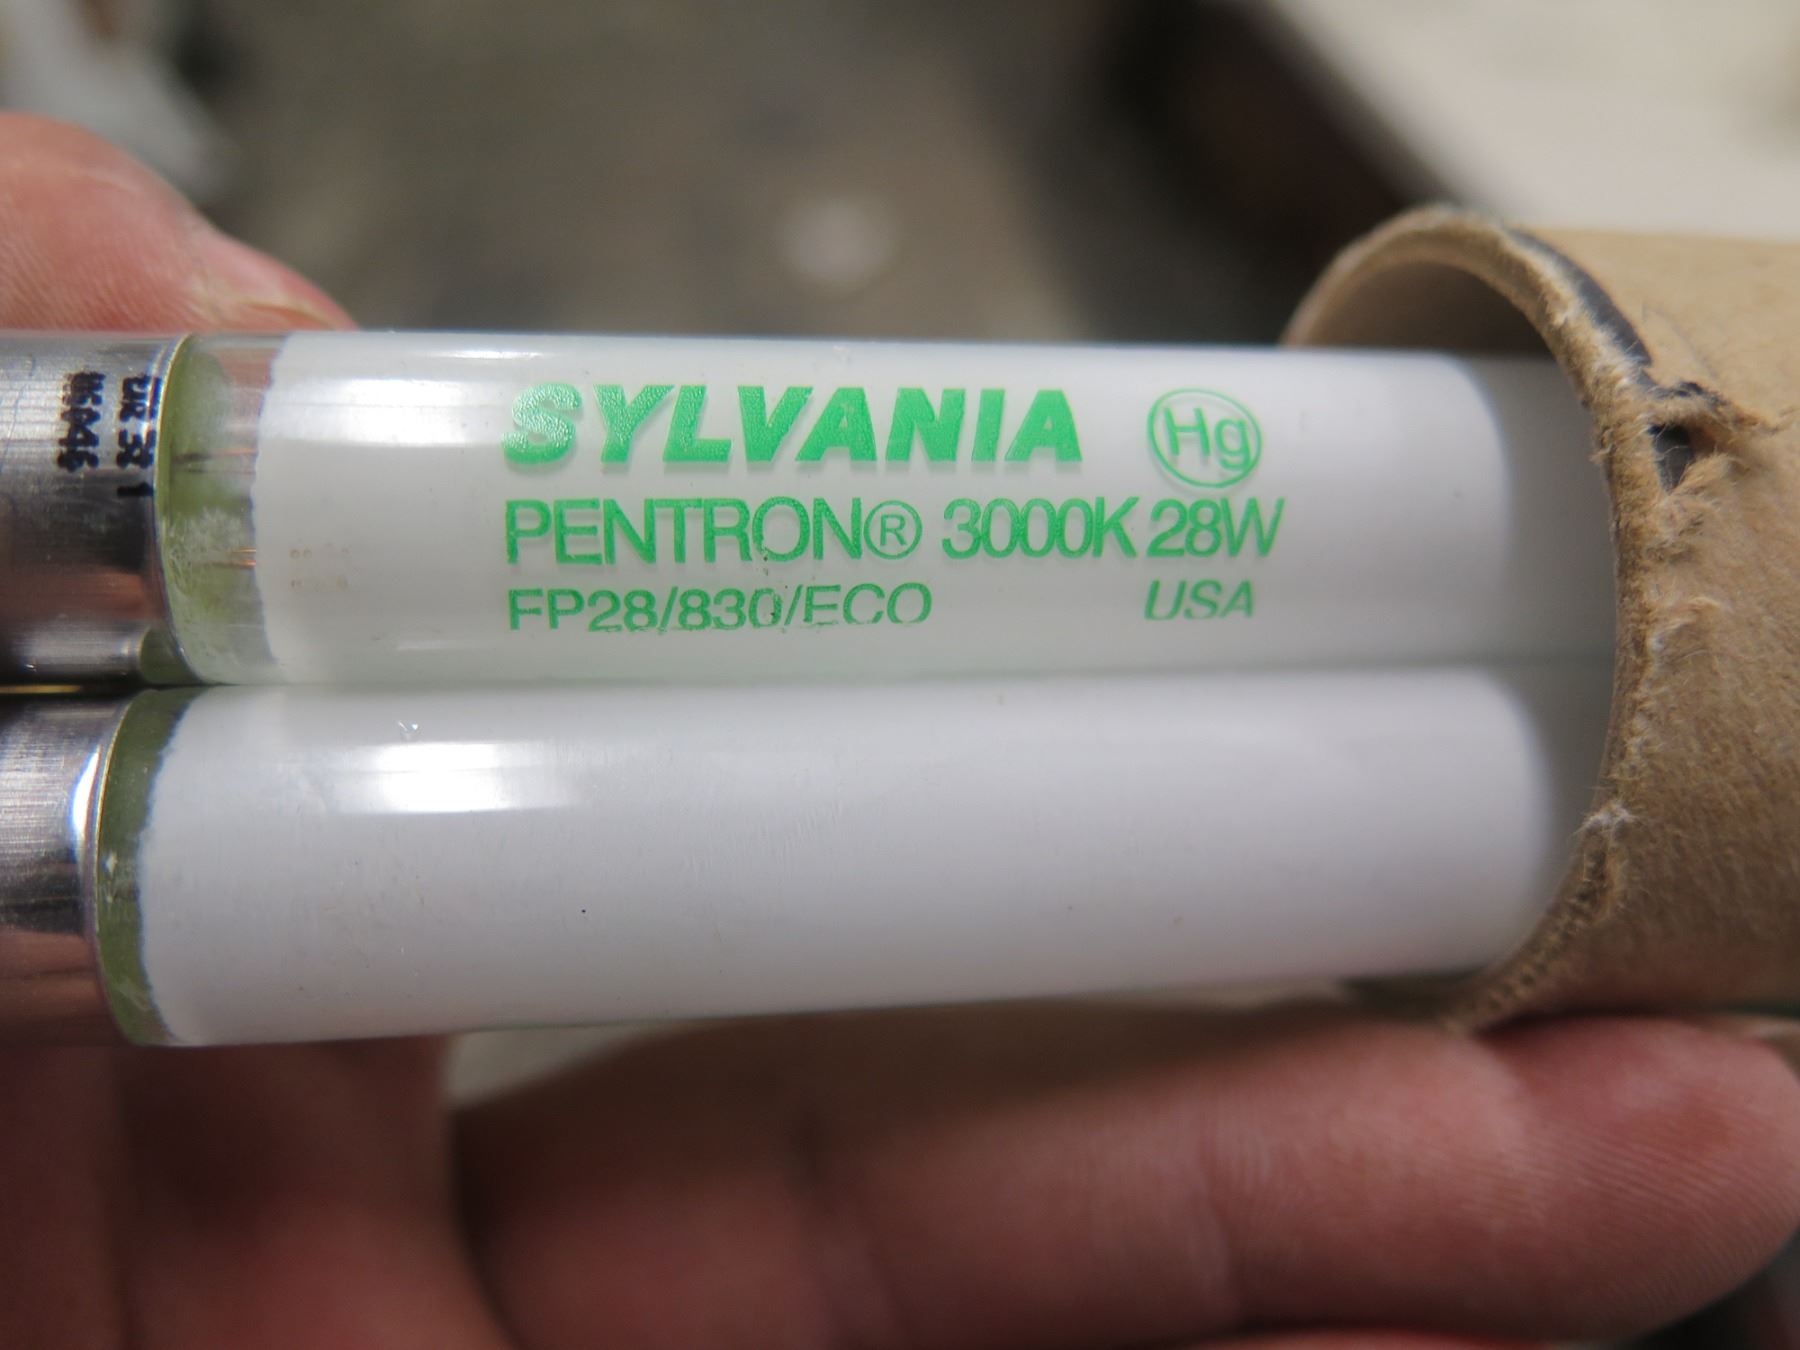 SYLVANIA Hg
PENTRON® 3000K 28W
FP28/830/ECO USA